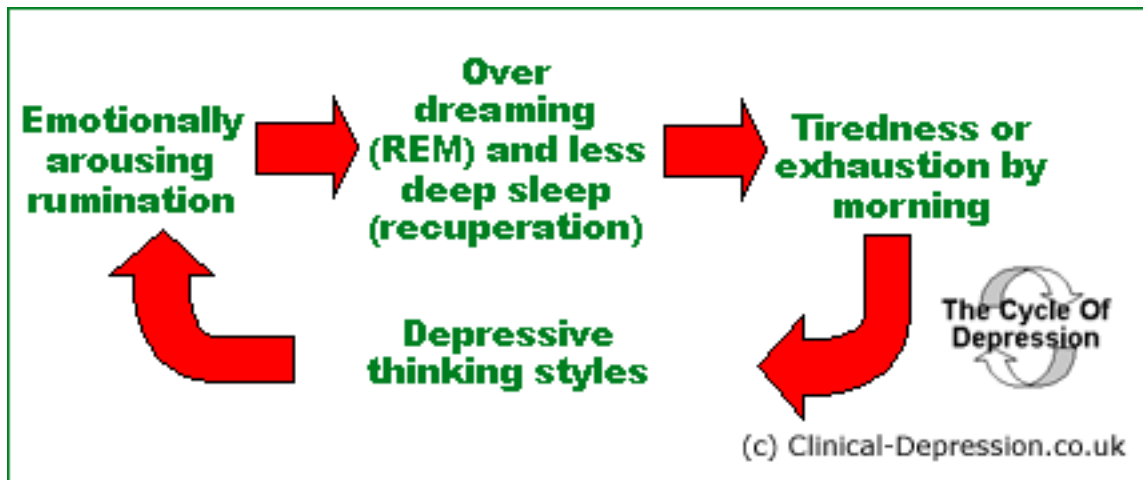 Emotionally
arousing
rumination
Over
dreaming
(REM) and less
deep sleep
(recuperation)
Tiredness or
exhaustion by
morning
Depressive
thinking styles
The Cycle Of
Depression
(c) Clinical-Depression.co.uk